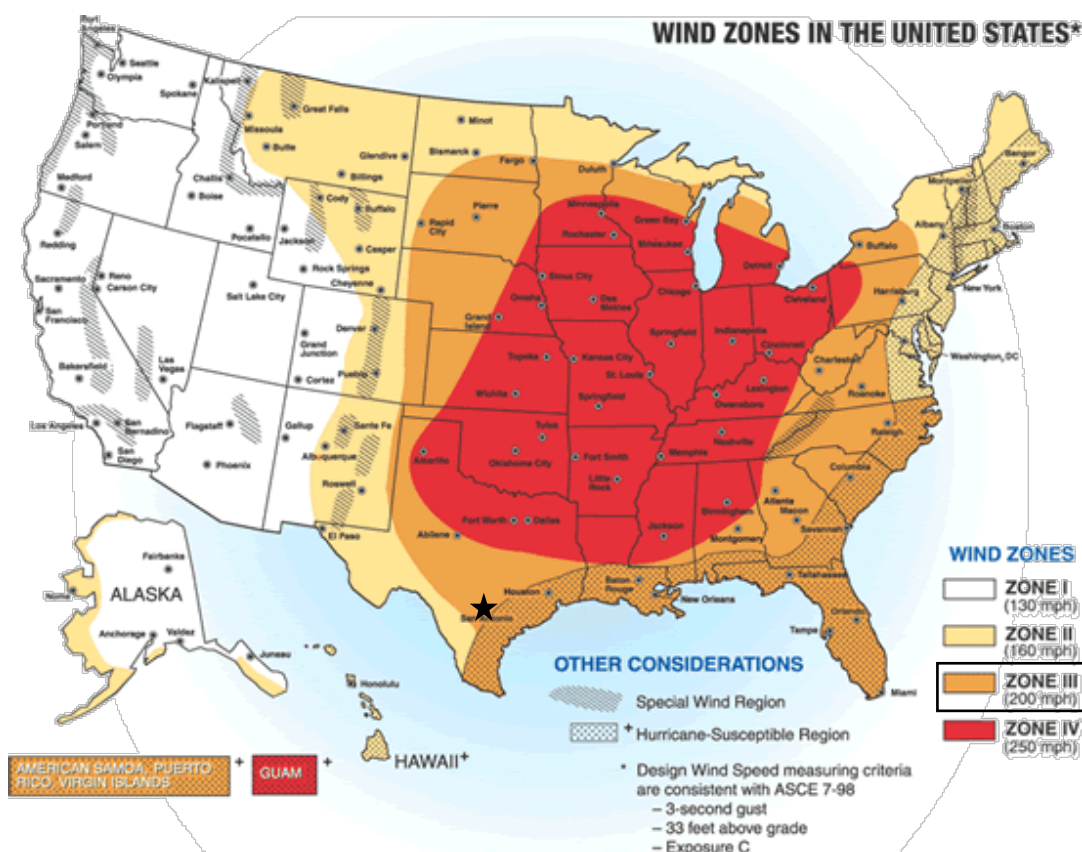 WIND ZONES IN THE UNITED STATES*
Port
Angeles
Seattle
Olympia
Spokane
Kalispell
Great Falls
Portland
Salem
Missoula
Butte
Glendive
Billings
Minot
Bismarck
Fargo
Duluth
Bangor
Montpelier
Medford
Challis
Boise
Cody
Buffalo
Pierre
Rapid
City
Minneapolis
Rochester
Green Bay
Milwaukee
Albany
Boston
Buffalo
Redding
Pocatello
Jackson
Casper
Detroit
Sacramento
Reno
Carson City
Rock Springs
Cheyenne
Sioux City
Chicago
Cleveland
Harrisburg
New York
San
Francisco
Salt Lake City
Omaha
Des
Moines
Grand
Island
Denver
Grand
Junction
Springfield
Indianapolis
Cincinnati
Washington, DC
Bakersfield
Las
Vegas
Cortez
Pueblo
Topeka
Kansas City
St. Louis
Charleston
Wichita
Springfield
Lexington
Owensboro
Roanoke
Los Angeles
San
Bernadino
San
Diego
Flagstaff
Gallup
Santa Fe
Albuquerque
Tulsa
Nashville
Raleigh
Phoenix
Roswell
Amarillo
Oklahoma City
Fort Smith
Memphis
Little
Rock
Columbia
Atlanta
Macon
Birmingham
El Paso
Abilene
Fort Worth
Dallas
Jackson
Montgomery
Savannah
Houston
San Antonio
Baton
Rouge
New Orleans
Tallahassee
Orlando
Tampa
Miami
ALASKA
Fairbanks
Nome
Anchorage
Valdez
Juneau
Honolulu
HAWAII+
AMERICAN SAMOA, PUERTO
RICO, VIRGIN ISLANDS
+
GUAM
+
OTHER CONSIDERATIONS
Special Wind Region
+Hurricane-Susceptible Region
* Design Wind Speed measuring criteria
are consistent with ASCE 7-98
– 3-second gust
– 33 feet above grade
– Exposure C
WIND ZONES
ZONE I
(130 mph)
ZONE II
(160 mph)
ZONE III
(200 mph)
ZONE IV
(250 mph)